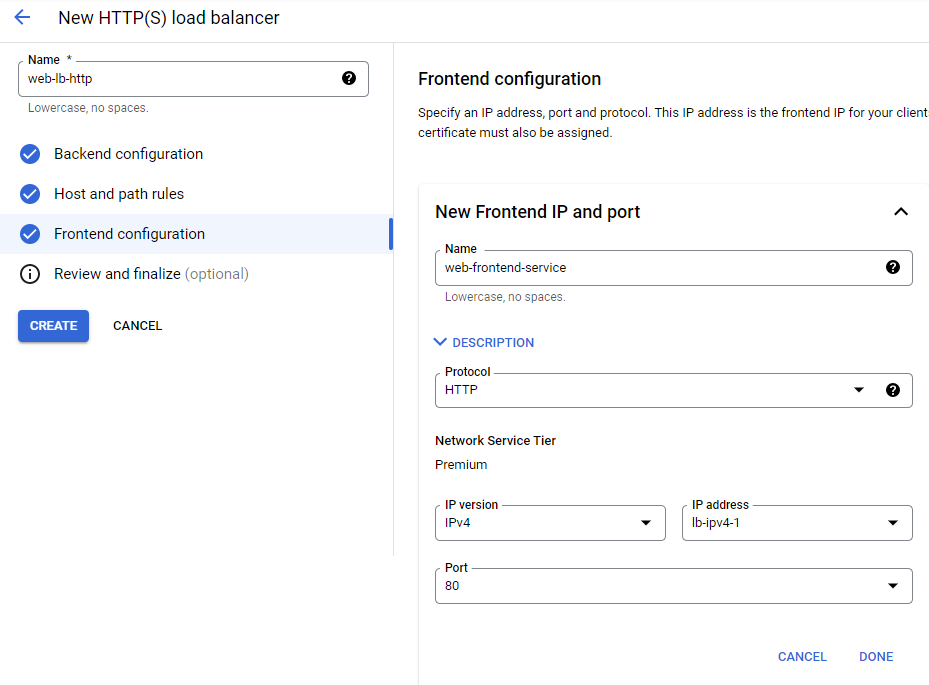 New HTTP(S) load balancer
Name *
web-lb-http
Lowercase, no spaces.
Backend configuration
Host and path rules
Frontend configuration
Review and finalize (optional)
CREATE
CANCEL
Frontend configuration
Specify an IP address, port and protocol. This IP address is the frontend IP for your client
certificate must also be assigned.
New Frontend IP and port
Name
web-frontend-service
Lowercase, no spaces.
DESCRIPTION
Protocol
HTTP
Network Service Tier
Premium
IP version
IPv4
IP address
lb-ipv4-1
Port
80
CANCEL
DONE